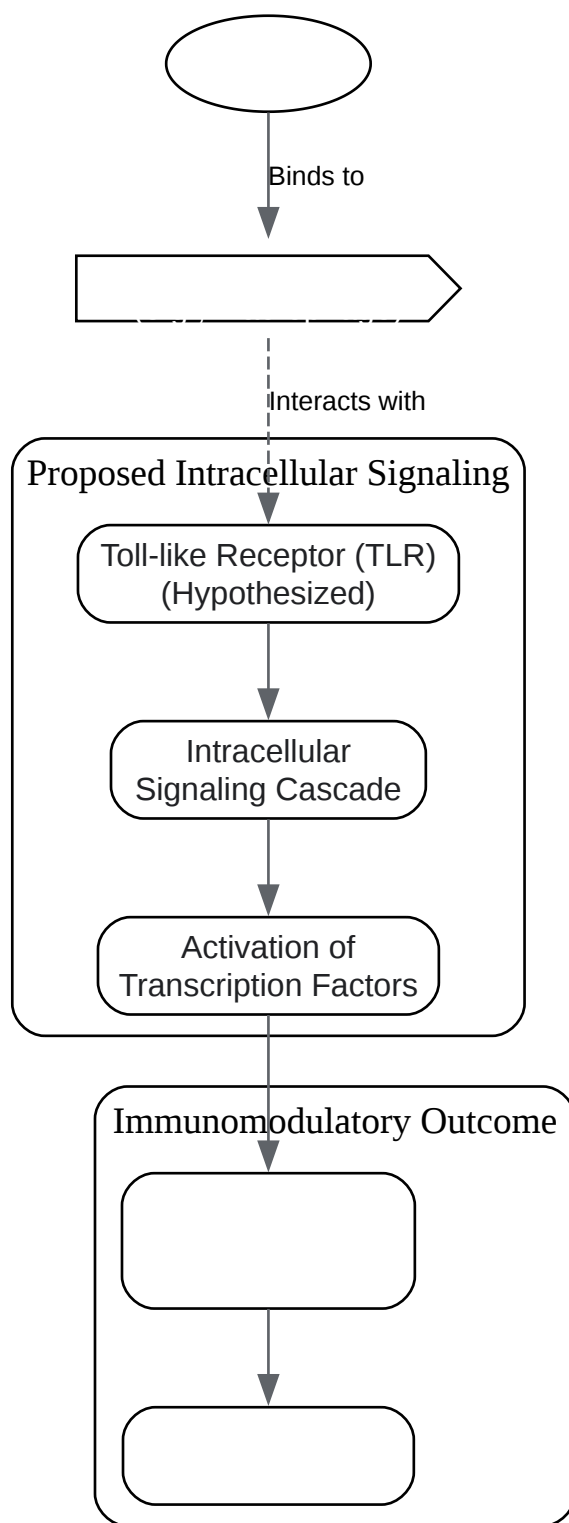 Binds to
Interacts with
Proposed Intracellular Signaling
Toll-like Receptor (TLR)
(Hypothesized)
Intracellular
Signaling Cascade
Activation of
Transcription Factors
Immunomodulatory Outcome